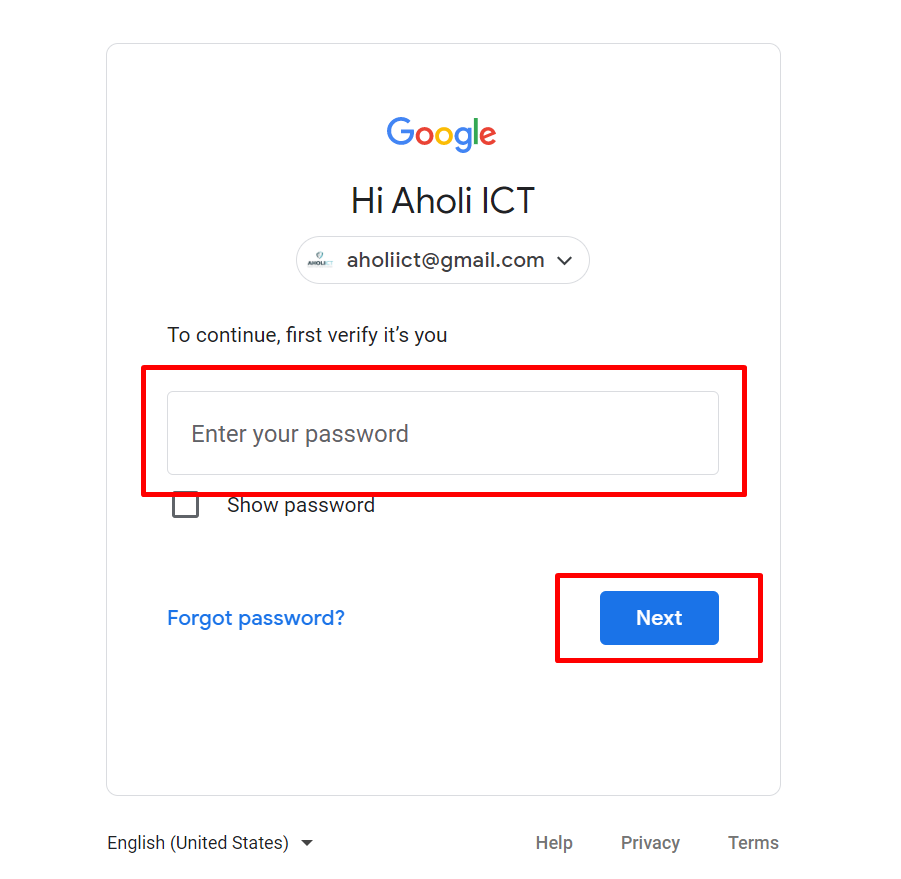 Google
Hi Aholi ICT
aholiict@gmail.com
To continue, first verify it’s you
Enter your password
Show password
Forgot password?
Next
English (United States)
Help Privacy Terms